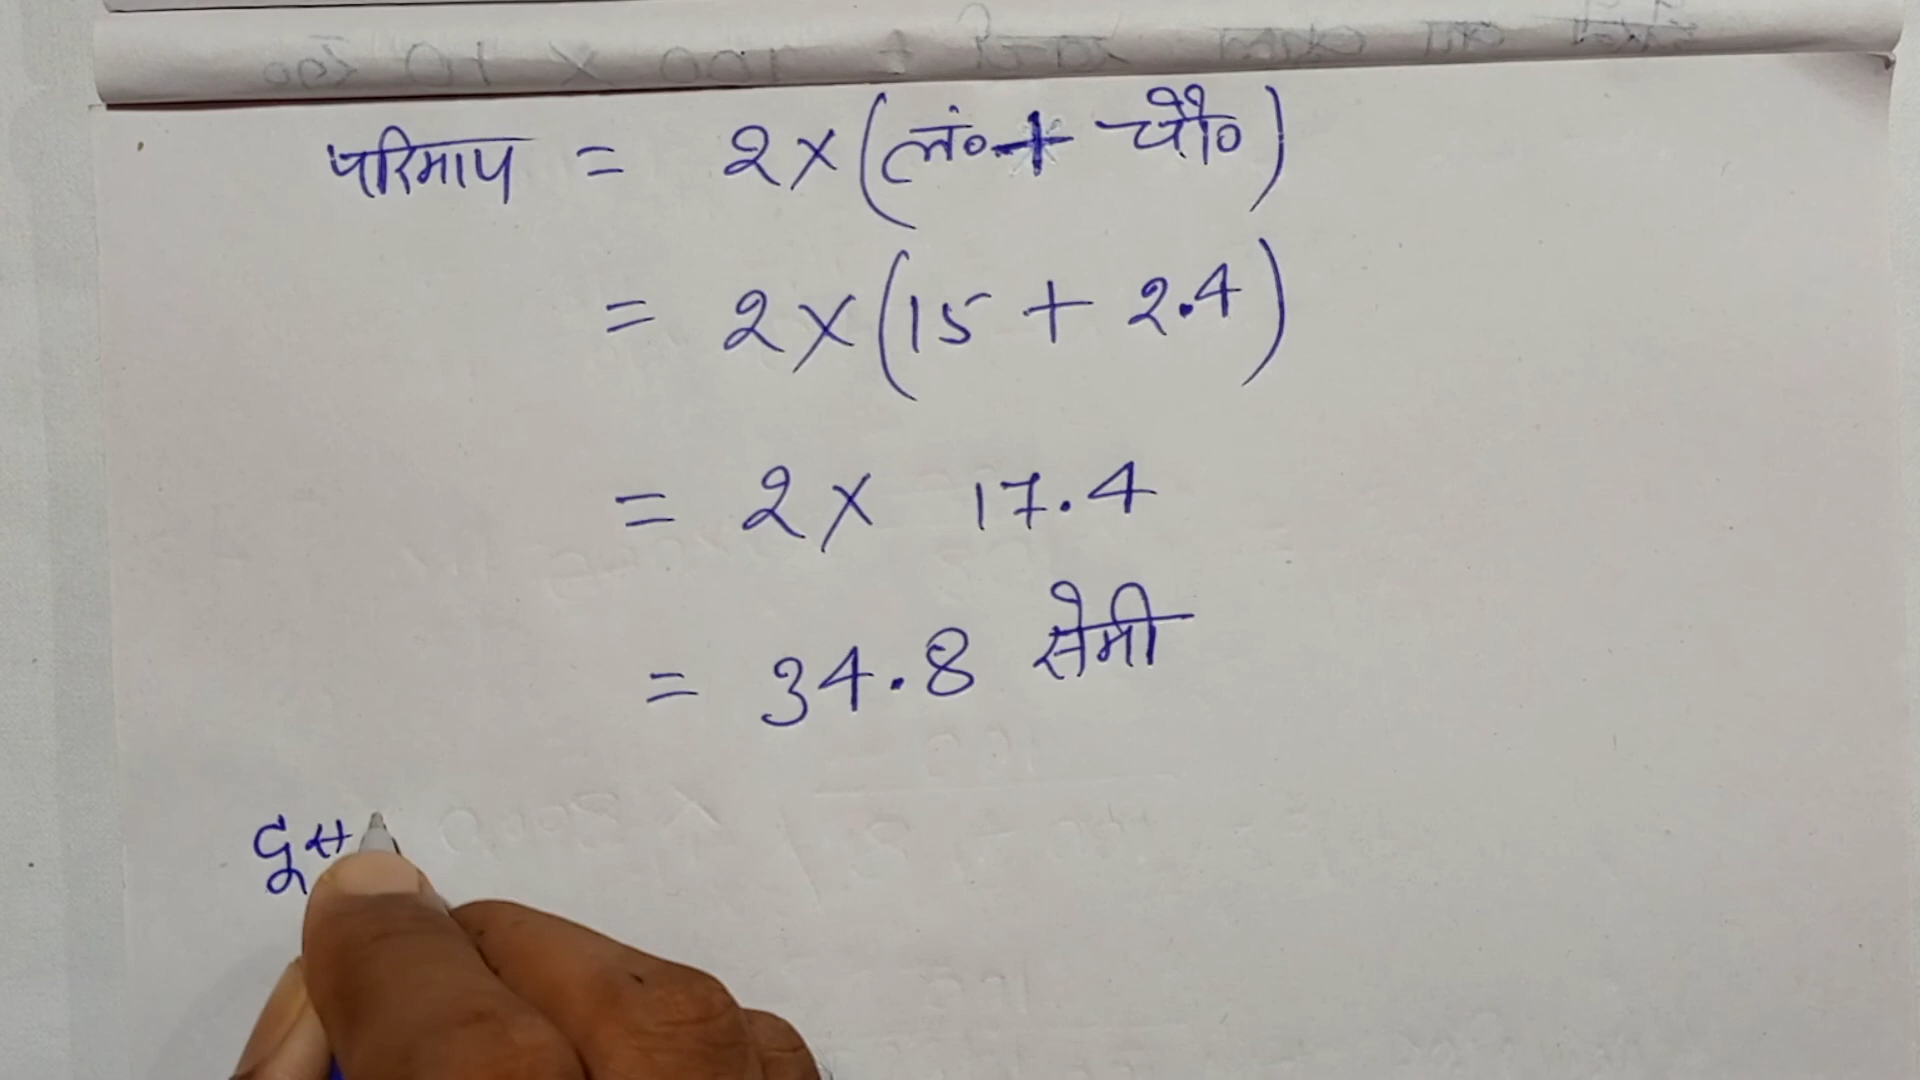 परिमाप = 2 × (लं० + चौ०)
= 2 × (15 + 2.4)
= 2 × 17.4
= 34.8 सेमी